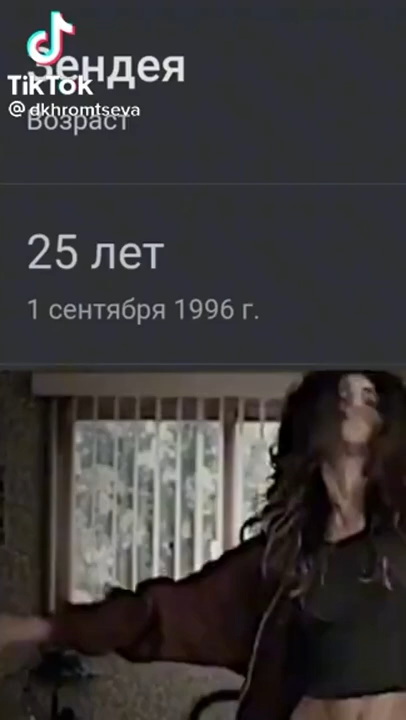 Зендея
TikTok
@dkhromtseva
Возраст
25 лет
1 сентября 1996 г.